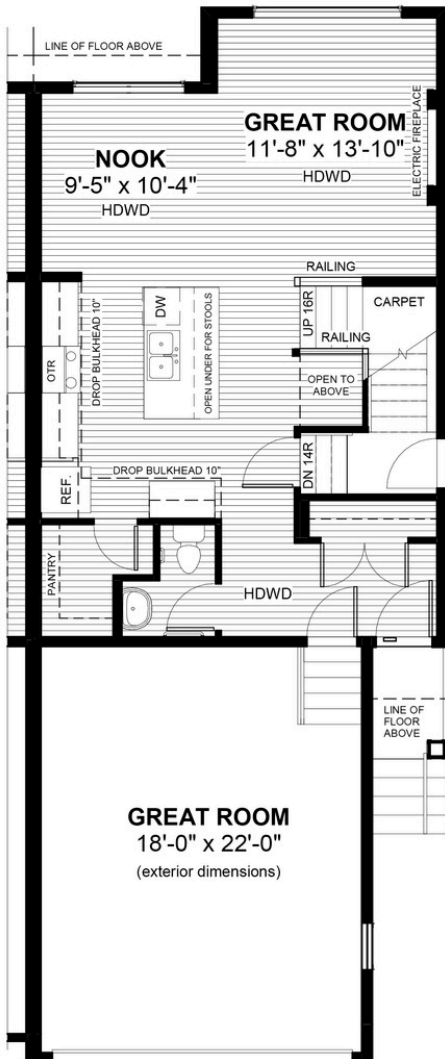 LINE OF FLOOR ABOVE
GREAT ROOM
11'-8" x 13'-10"
HDWD
ELECTRIC FIREPLACE
NOOK
9'-5" x 10'-4"
HDWD
RAILING
UP 16R
CARPET
RAILING
DW
OPEN UNDER FOR STOOLS
DROP BULKHEAD 10"
OTR
OPEN TO
ABOVE
DN 14R
DROP BULKHEAD 10"
REF.
PANTRY
HDWD
LINE OF
FLOOR
ABOVE
GREAT ROOM
18'-0" x 22'-0"
(exterior dimensions)